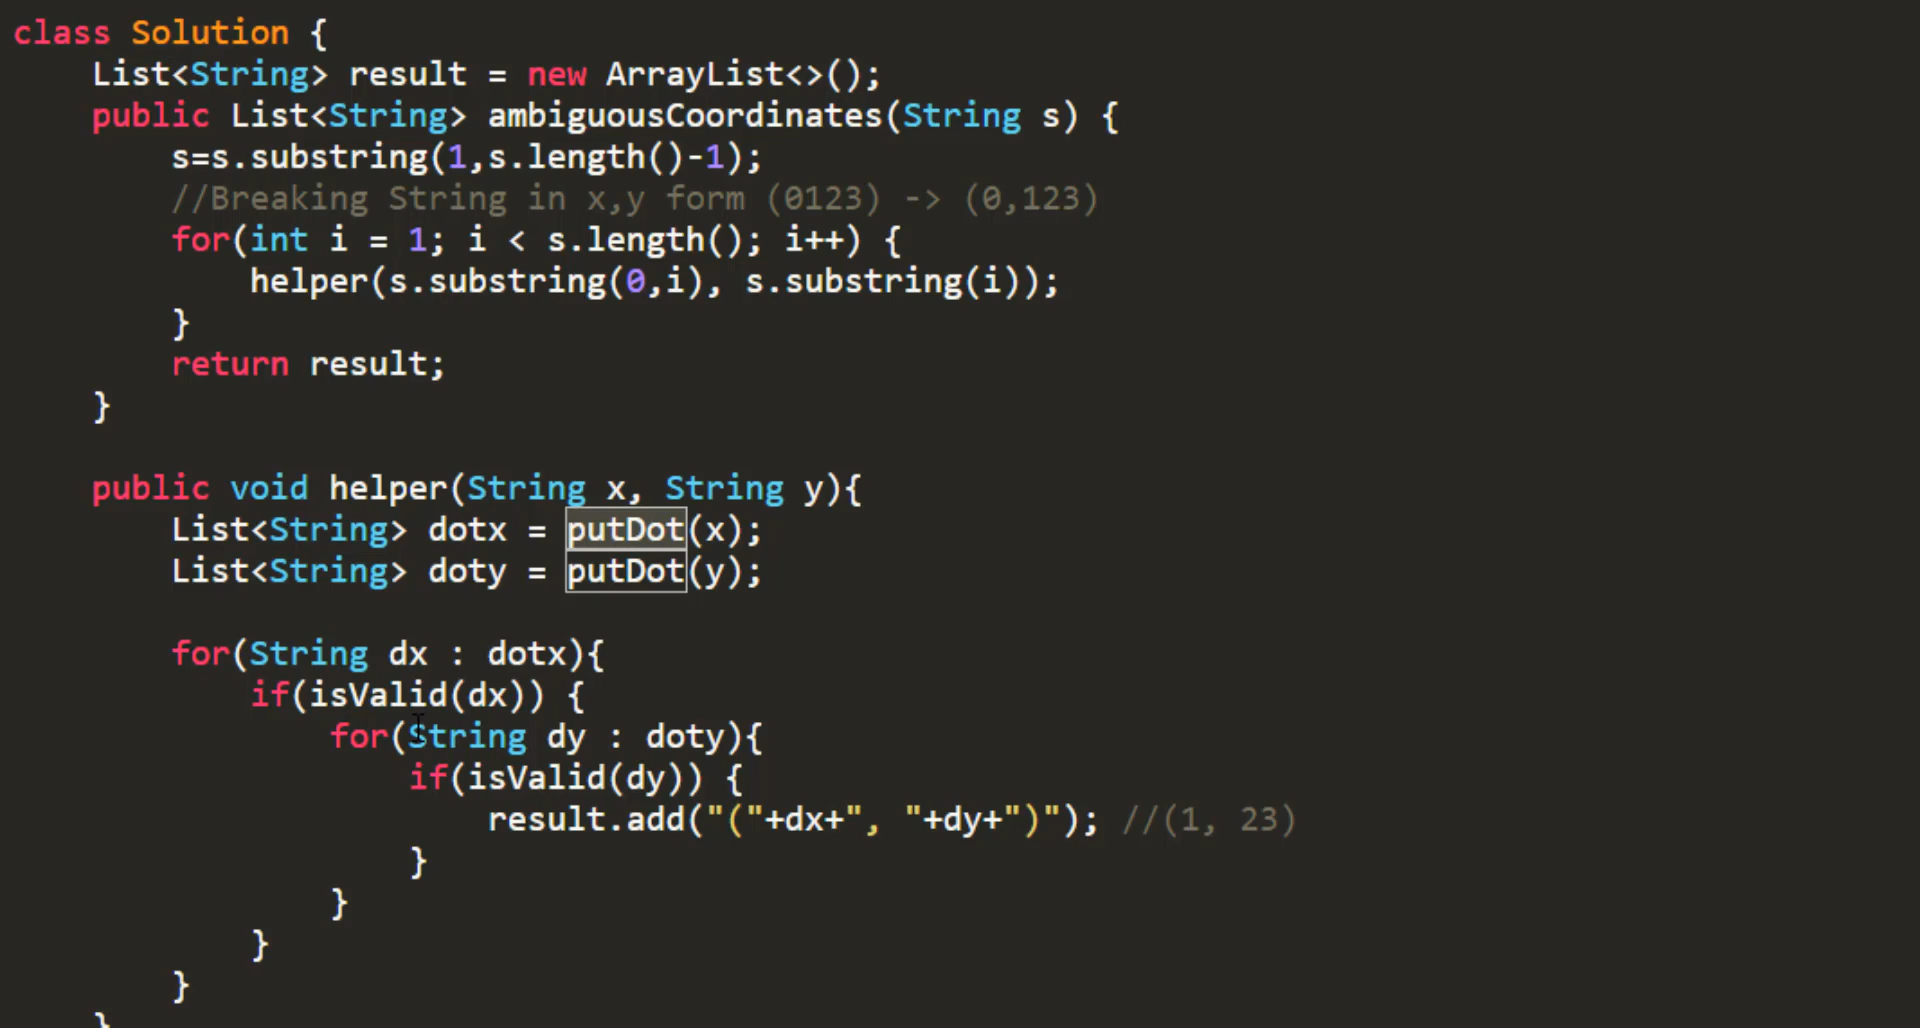 class Solution {
    List<String> result = new ArrayList<>();
    public List<String> ambiguousCoordinates(String s) {
        s=s.substring(1,s.length()-1);
        //Breaking String in x,y form (0123) -> (0,123)
        for(int i = 1; i < s.length(); i++) {
            helper(s.substring(0,i), s.substring(i));
        }
        return result;
    }

    public void helper(String x, String y){
        List<String> dotx = putDot(x);
        List<String> doty = putDot(y);

        for(String dx : dotx){
            if(isValid(dx)) {
                for(String dy : doty){
                    if(isValid(dy)) {
                        result.add("("+dx+", "+dy+")"); //(1, 23)
                    }
                }
            }
        }
    }